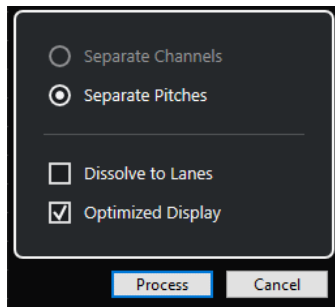 Separate Channels
Separate Pitches
Dissolve to Lanes
Optimized Display
Process Cancel